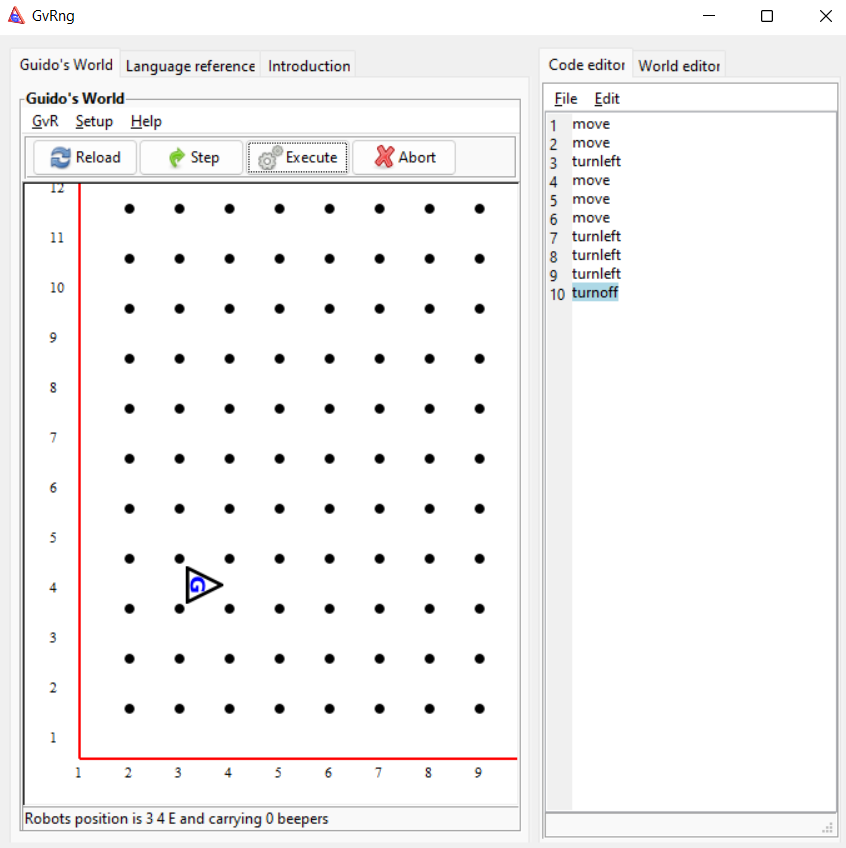 GvRng
Guido's World Language reference Introduction
Guido's World
GvR Setup Help
Reload Step Execute Abort
12
11
10
9
8
7
6
5
4
3
2
1
G
1 2 3 4 5 6 7 8 9
Robots position is 3 4 E and carrying 0 beepers
Code editor World editor
File Edit
1 move
2 move
3 turnleft
4 move
5 move
6 move
7 turnleft
8 turnleft
9 turnleft
10 turnoff